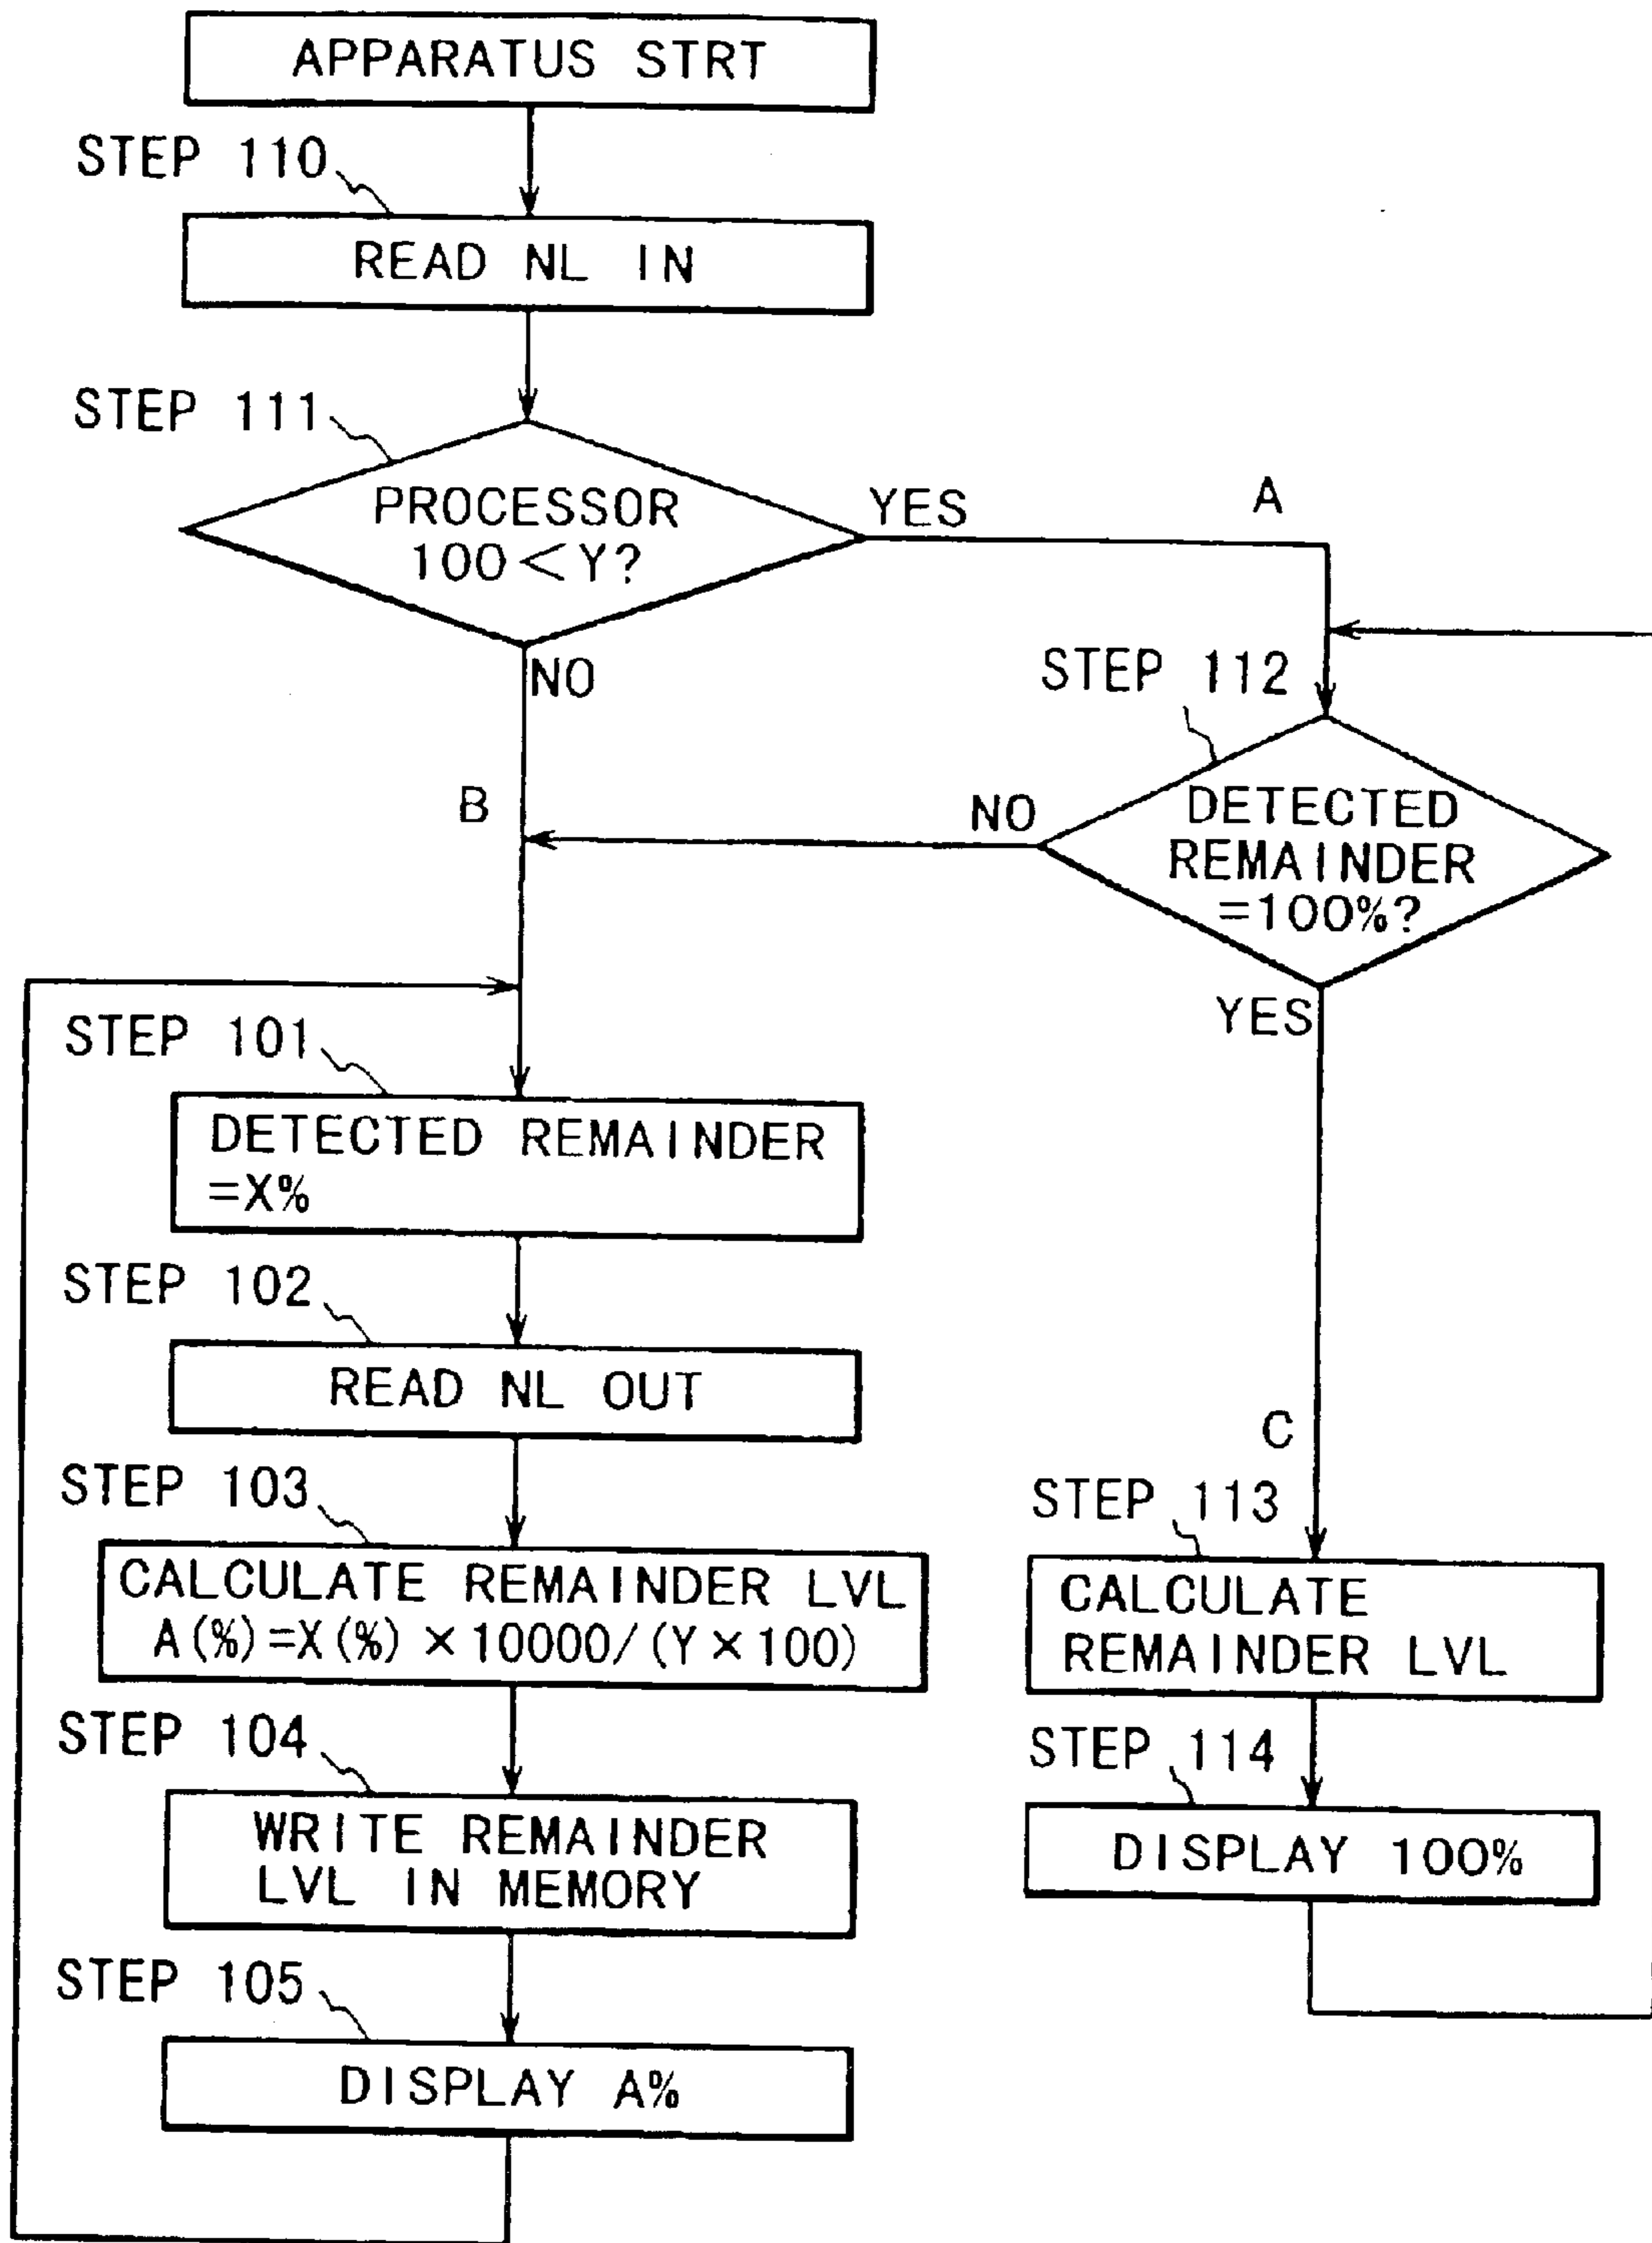 APPARATUS STRT
STEP 110
READ NL IN
STEP 111
PROCESSOR
100<Y?
YES
A
NO
B
STEP 112
DETECTED
REMAINDER
=100%?
NO
YES
STEP 101
DETECTED REMAINDER
=X%
STEP 102
READ NL OUT
STEP 103
CALCULATE REMAINDER LVL
A(%)=X(%)×10000/(Y×100)
STEP 104
WRITE REMAINDER
LVL IN MEMORY
STEP 105
DISPLAY A%
C
STEP 113
CALCULATE
REMAINDER LVL
STEP 114
DISPLAY 100%